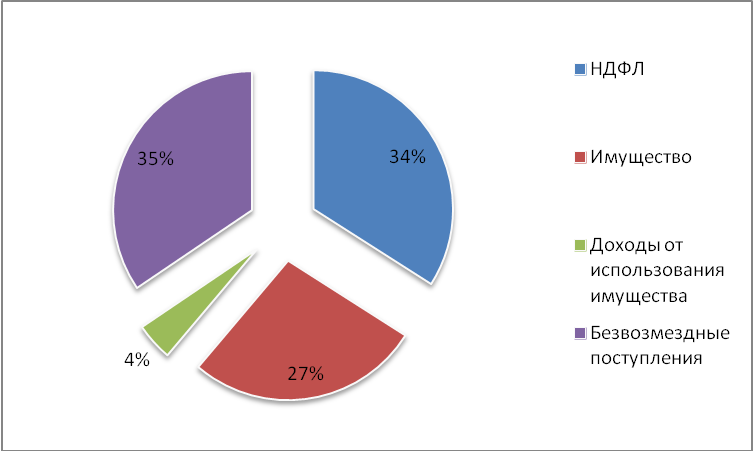 35%
34%
4%
27%
НДФЛ
Имущество
Доходы от
использования
имущества
Безвозмездные
поступления